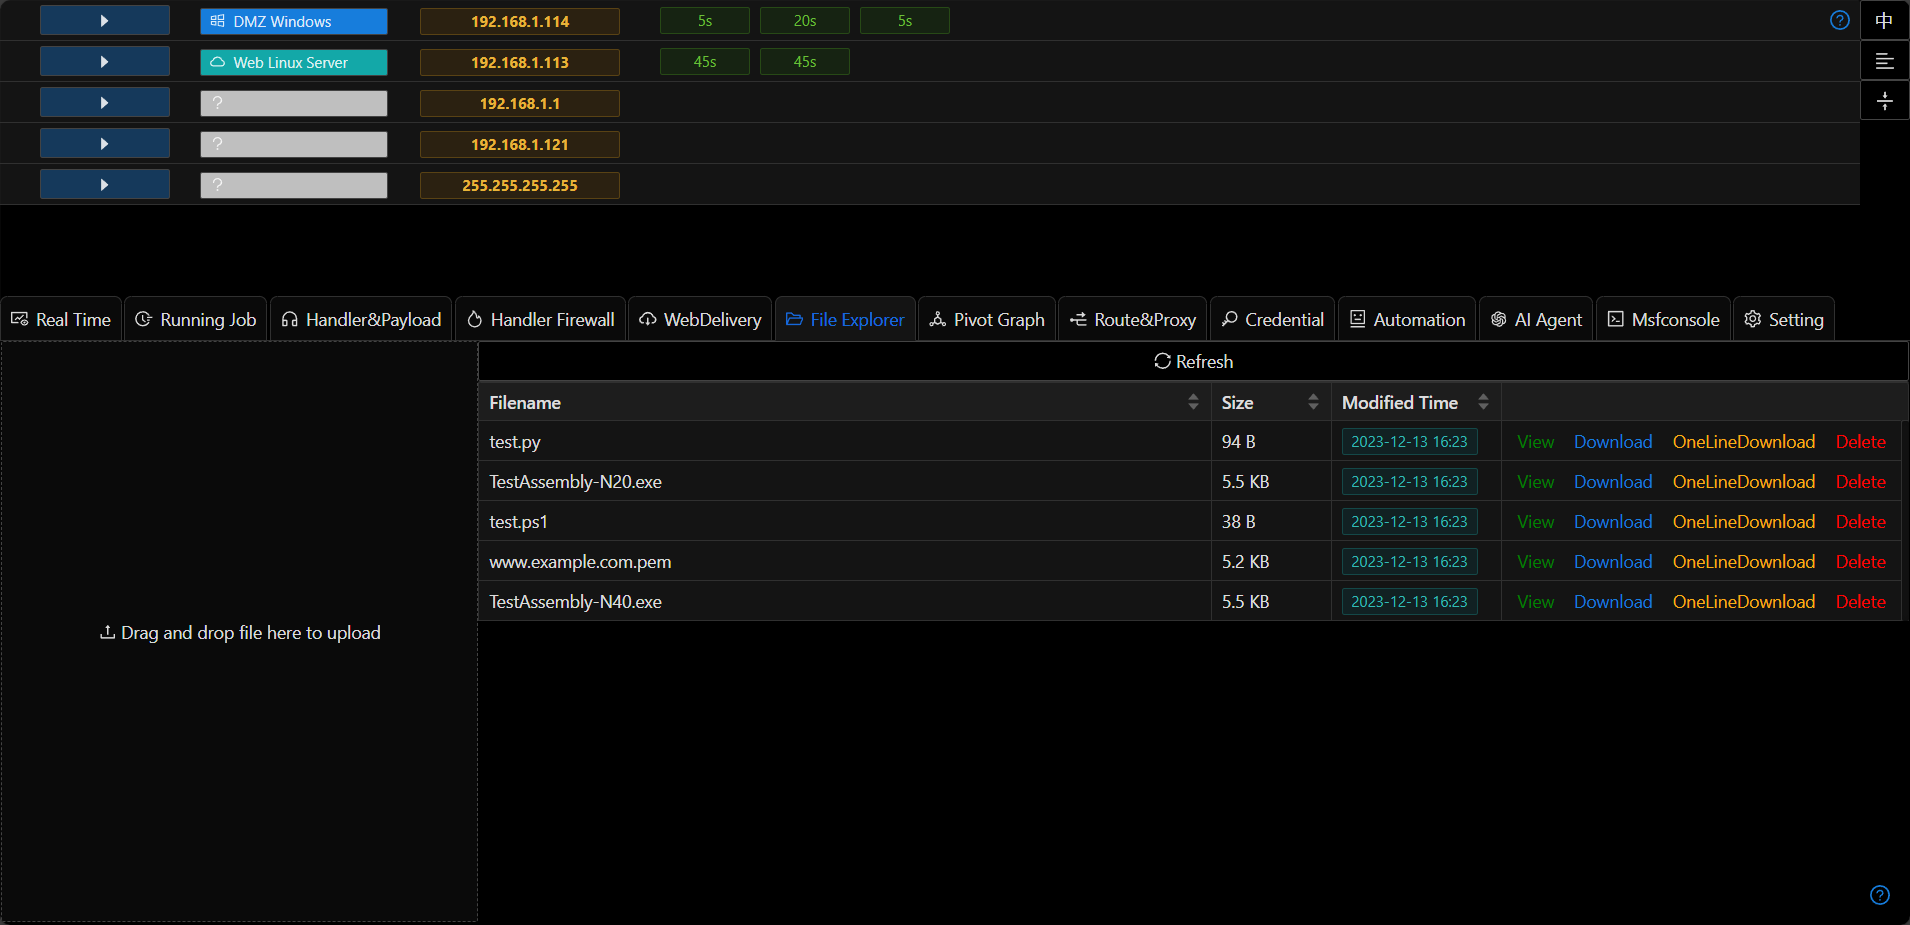 DMZ Windows 192.168.1.114 5s 20s 5s 中
Web Linux Server 192.168.1.113 45s 45s
? 192.168.1.1
? 192.168.1.121
? 255.255.255.255
Real Time Running Job Handler&Payload Handler Firewall WebDelivery File Explorer Pivot Graph Route&Proxy Credential Automation AI Agent Msfconsole Setting
Refresh
Filename Size Modified Time
test.py 94 B 2023-12-13 16:23 View Download OneLineDownload Delete
TestAssembly-N20.exe 5.5 KB 2023-12-13 16:23 View Download OneLineDownload Delete
test.ps1 38 B 2023-12-13 16:23 View Download OneLineDownload Delete
www.example.com.pem 5.2 KB 2023-12-13 16:23 View Download OneLineDownload Delete
TestAssembly-N40.exe 5.5 KB 2023-12-13 16:23 View Download OneLineDownload Delete
Drag and drop file here to upload